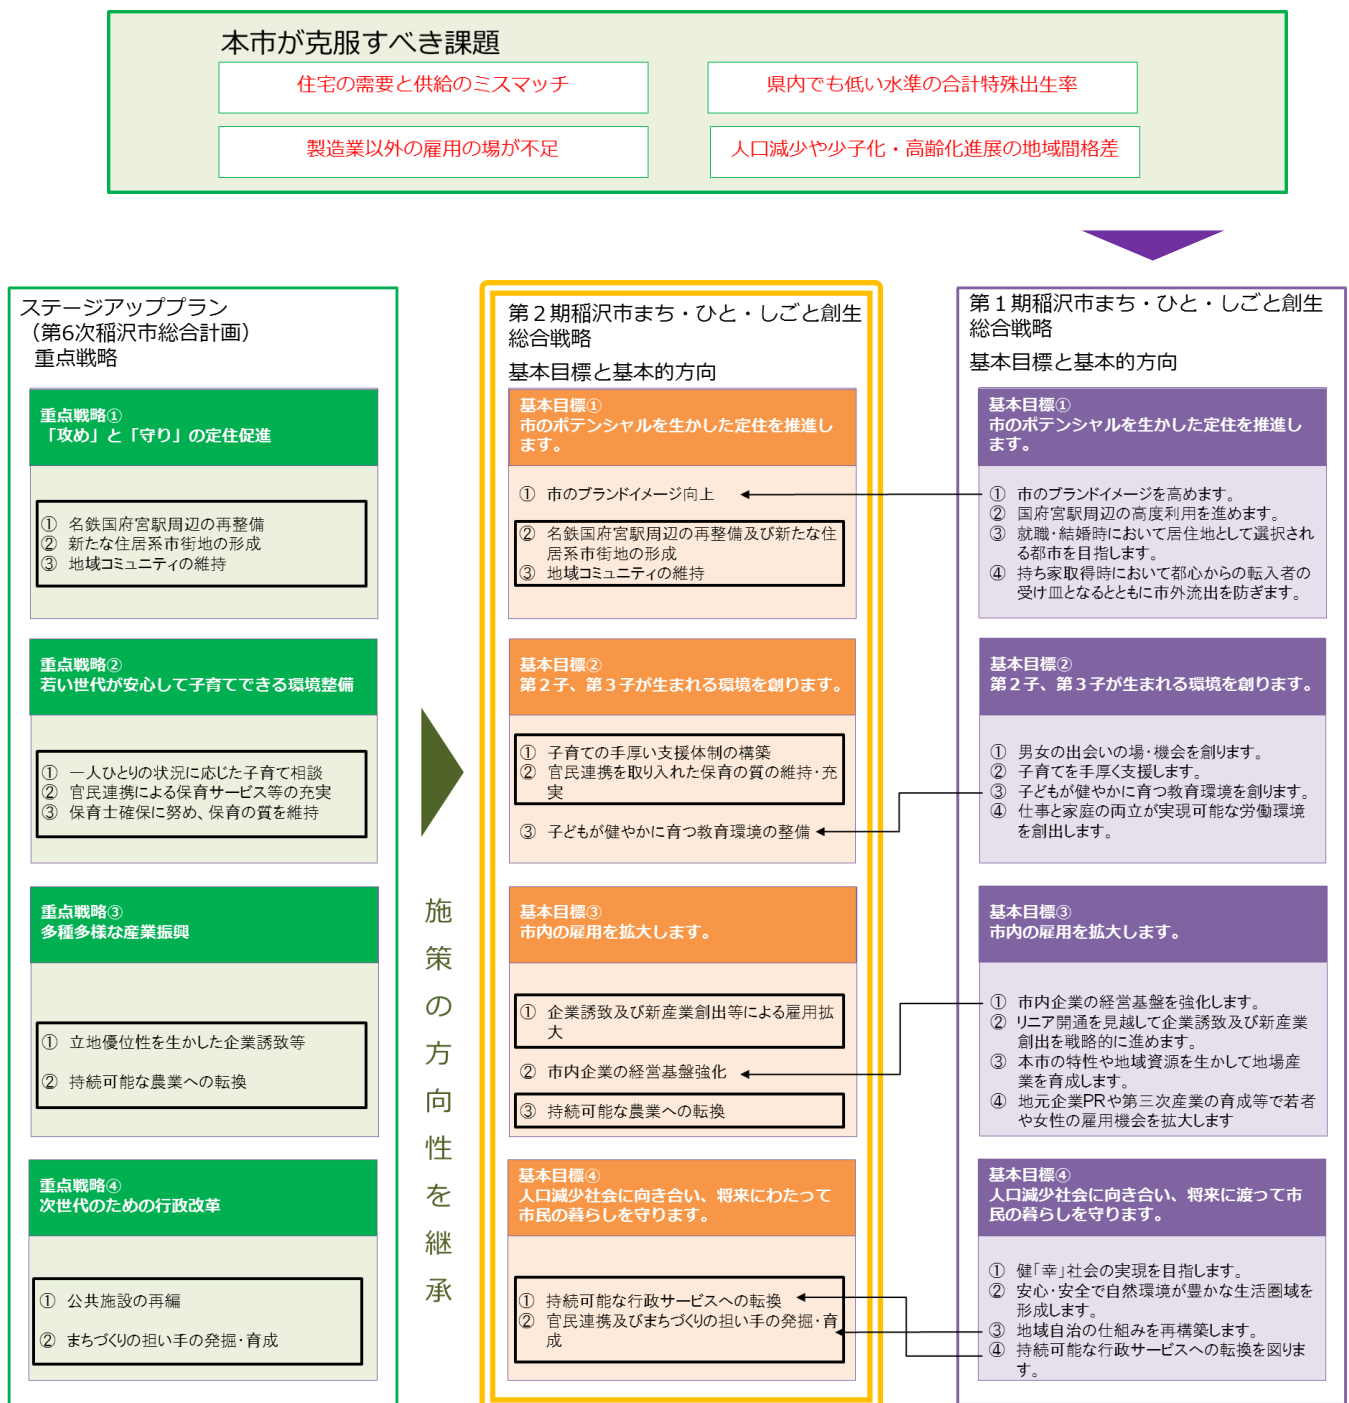 本市が克服すべき課題
住宅の需要と供給のミスマッチ
県内でも低い水準の合計特殊出生率
製造業以外の雇用の場が不足
人口減少や少子化・高齢化進展の地域間格差
ステージアッププラン
（第6次稲沢市総合計画）
重点戦略
重点戦略①
「攻め」と「守り」の定住促進
① 名鉄国府宮駅周辺の再整備
② 新たな住居系市街地の形成
③ 地域コミュニティの維持
重点戦略②
若い世代が安心して子育てできる環境整備
① 一人ひとりの状況に応じた子育て相談
② 官民連携による保育サービス等の充実
③ 保育士確保に努め、保育の質を維持
重点戦略③
多種多様な産業振興
① 立地優位性を生かした企業誘致等
② 持続可能な農業への転換
重点戦略④
次世代のための行政改革
① 公共施設の再編
② まちづくりの担い手の発掘・育成
施策の方向性を継承
第２期稲沢市まち・ひと・しごと創生
総合戦略
基本目標と基本的方向
基本目標①
市のポテンシャルを生かした定住を推進し
ます。
① 市のブランドイメージ向上
② 名鉄国府宮駅周辺の再整備及び新たな住
居系市街地の形成
③ 地域コミュニティの維持
基本目標②
第２子、第３子が生まれる環境を創ります。
① 子育ての手厚い支援体制の構築
② 官民連携を取り入れた保育の質の維持・充
実
③ 子どもが健やかに育つ教育環境の整備
基本目標③
市内の雇用を拡大します。
① 企業誘致及び新産業創出等による雇用拡
大
② 市内企業の経営基盤強化
③ 持続可能な農業への転換
基本目標④
人口減少社会に向き合い、将来にわたって
市民の暮らしを守ります。
① 持続可能な行政サービスへの転換
② 官民連携及びまちづくりの担い手の発掘・育
成
第１期稲沢市まち・ひと・しごと創生
総合戦略
基本目標と基本的方向
基本目標①
市のポテンシャルを生かした定住を推進し
ます。
① 市のブランドイメージを高めます。
② 国府宮駅周辺の高度利用を進めます。
③ 就職・結婚時において居住地として選択され
る都市を目指します。
④ 持ち家取得時において都心からの転入者の
受け皿となるとともに市外流出を防ぎます。
基本目標②
第２子、第３子が生まれる環境を創ります。
① 男女の出会いの場・機会を創ります。
② 子育てを手厚く支援します。
③ 子どもが健やかに育つ教育環境を創ります。
④ 仕事と家庭の両立が実現可能な労働環境
を創出します。
基本目標③
市内の雇用を拡大します。
① 市内企業の経営基盤を強化します。
② リニア開通を見越して企業誘致及び新産業
創出を戦略的に進めます。
③ 本市の特性や地域資源を生かして地場産
業を育成します。
④ 地元企業PRや第三次産業の育成等で若者
や女性の雇用機会を拡大します
基本目標④
人口減少社会に向き合い、将来に渡って市
民の暮らしを守ります。
① 健「幸」社会の実現を目指します。
② 安心・安全で自然環境が豊かな生活圏域を
形成します。
③ 地域自治の仕組みを再構築します。
④ 持続可能な行政サービスへの転換を図りま
す。